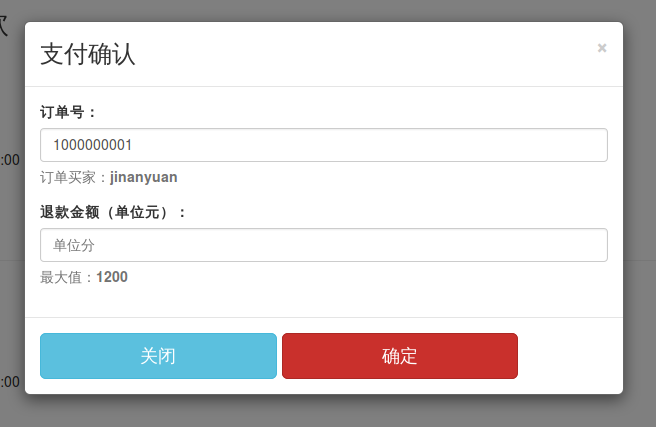 支付确认
×
订单号：
1000000001
:00
订单买家：jinanyuan
退款金额（单位元）：
单位分
最大值：1200
关闭
确定
:00